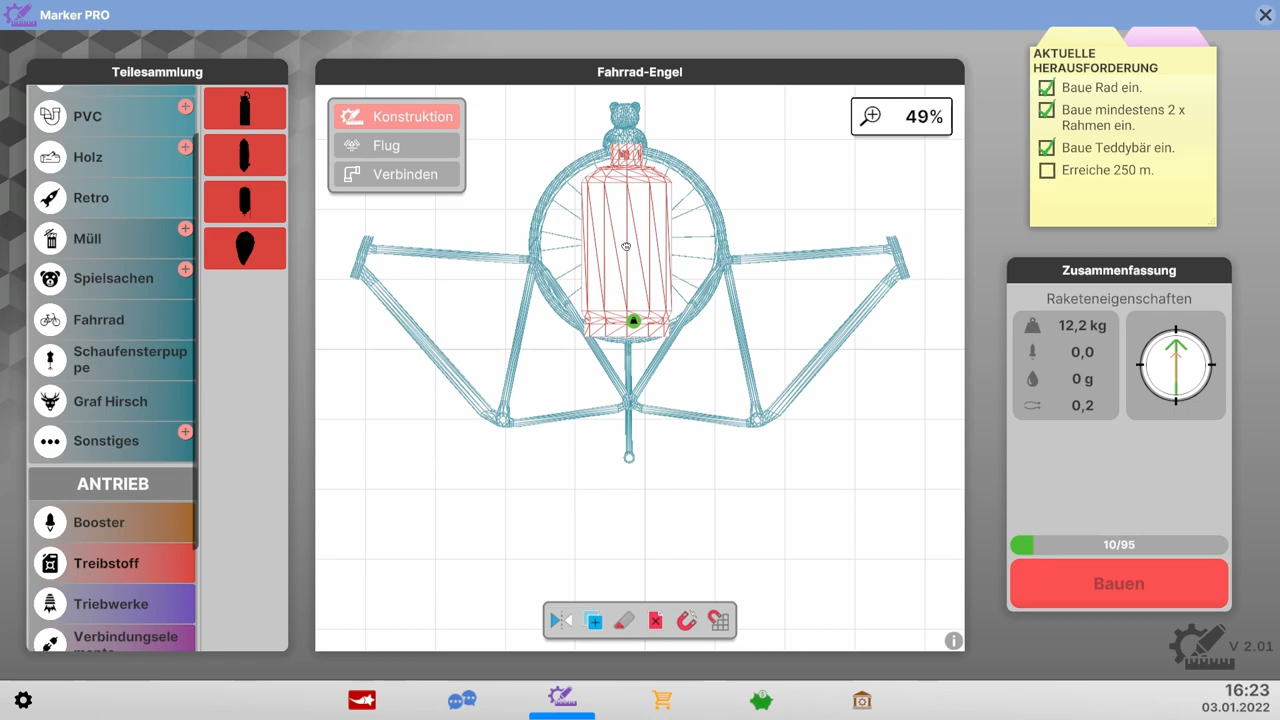 Marker PRO
Teilesammlung
PVC
Holz
Retro
Müll
Spielsachen
Fahrrad
Schaufensterpup
pe
Graf Hirsch
Sonstiges
ANTRIEB
Booster
Treibstoff
Triebwerke
Verbindungsele
Fahrrad-Engel
Konstruktion
Flug
Verbinden
49%
AKTUELLE
HERAUSFORDERUNG
Baue Rad ein.
Baue mindestens 2 x
Rahmen ein.
Baue Teddybär ein.
Erreiche 250 m.
Zusammenfassung
Raketeneigenschaften
12,2 kg
0,0
0 g
0,2
10/95
Bauen
V 2.01
16:23
03.01.2022